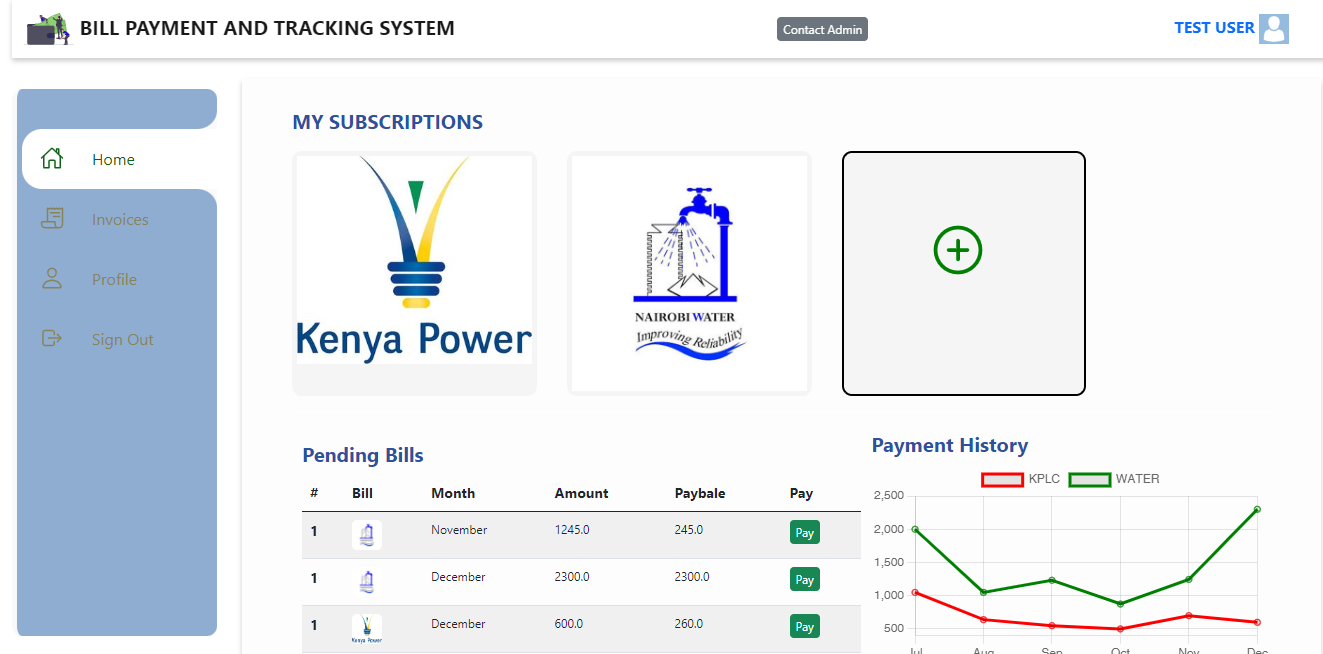 BILL PAYMENT AND TRACKING SYSTEM
Contact Admin
TEST USER
Home
Invoices
Profile
Sign Out
MY SUBSCRIPTIONS
Kenya Power
NAIROBI WATER
Improving Reliability
Pending Bills
# Bill Month Amount Paybale Pay
1 November 1245.0 245.0 Pay
1 December 2300.0 2300.0 Pay
1 Kenya Power December 600.0 260.0 Pay
Payment History
KPLC WATER
2,500
2,000
1,500
1,000
500
Jul Aug Sep Oct Nov Dec